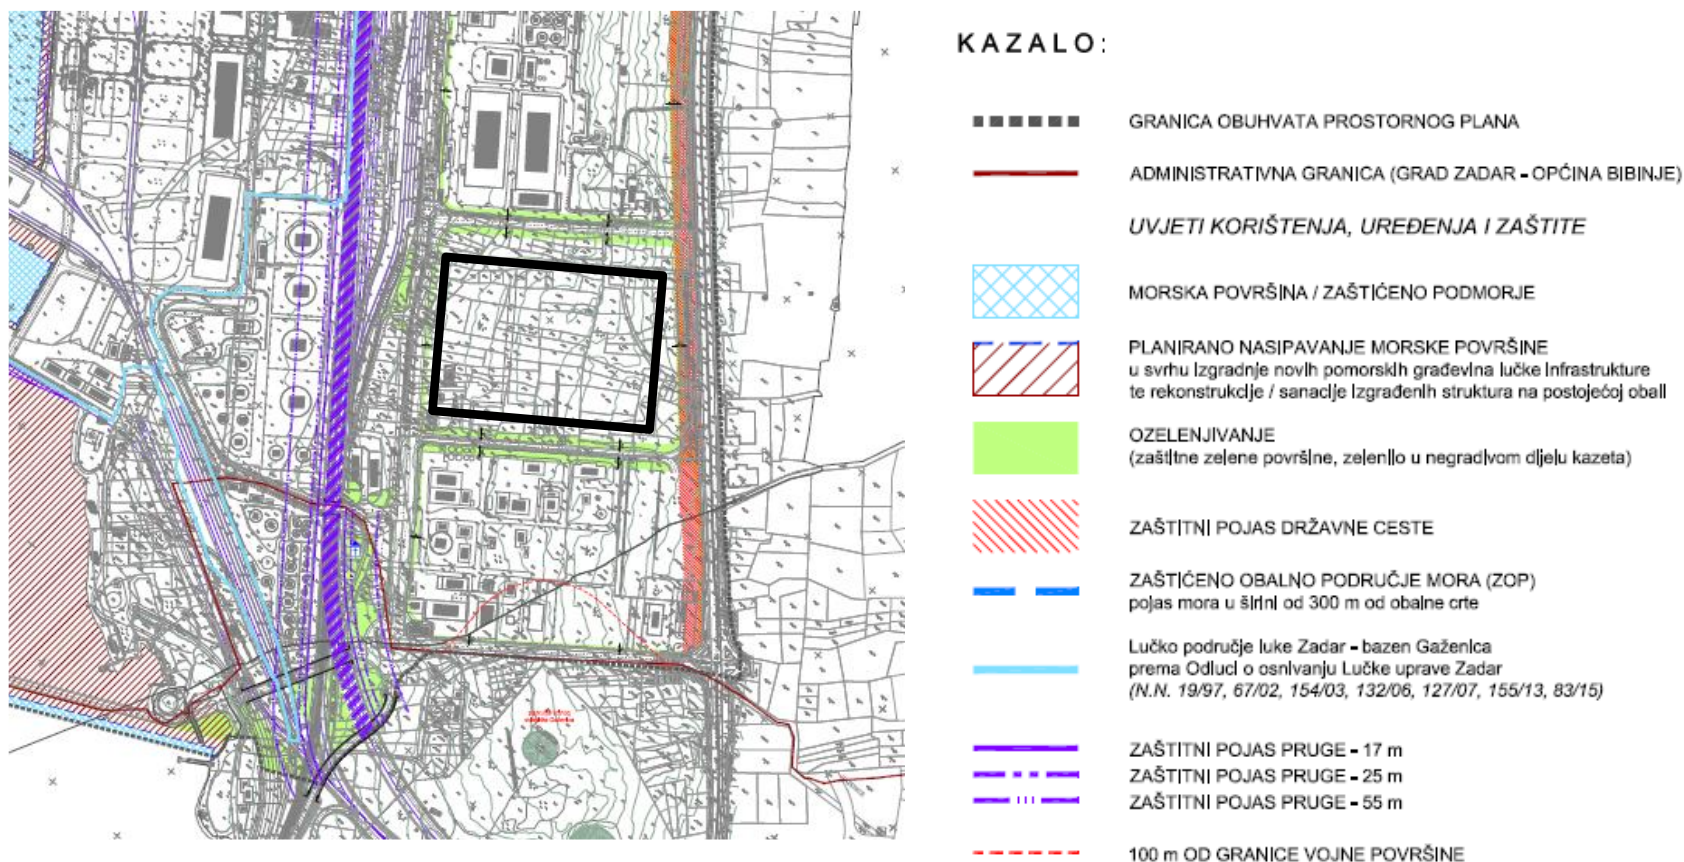 KAZALO:
GRANICA OBUHVATA PROSTORNOG PLANA
ADMINISTRATIVNA GRANICA (GRAD ZADAR - OPĆINA BIBINJE)
UVJETI KORIŠTENJA, UREĐENJA I ZAŠTITE
MORSKA POVRŠINA / ZAŠTIĆENO PODMORJE
PLANIRANO NASIPAVANJE MORSKE POVRŠINE
u svrhu izgradnje novih pomorskih građevina lučke infrastrukture
te rekonstrukcije / sanacije izgrađenih struktura na postojećoj obali
OZELENJIVANJE
(zaštitne zelene površine, zelenilo u negradivom dijelu kazeta)
ZAŠTITNI POJAS DRŽAVNE CESTE
ZAŠTIĆENO OBALNO PODRUČJE MORA (ZOP)
pojas mora u širini od 300 m od obalne crte
Lučko područje luke Zadar - bazen Gaženica
prema Odluci o osnivanju Lučke uprave Zadar
(N.N. 19/97, 67/02, 154/03, 132/06, 127/07, 155/13, 83/15)
ZAŠTITNI POJAS PRUGE - 17 m
ZAŠTITNI POJAS PRUGE - 25 m
ZAŠTITNI POJAS PRUGE - 55 m
100 m OD GRANICE VOJNE POVRŠINE